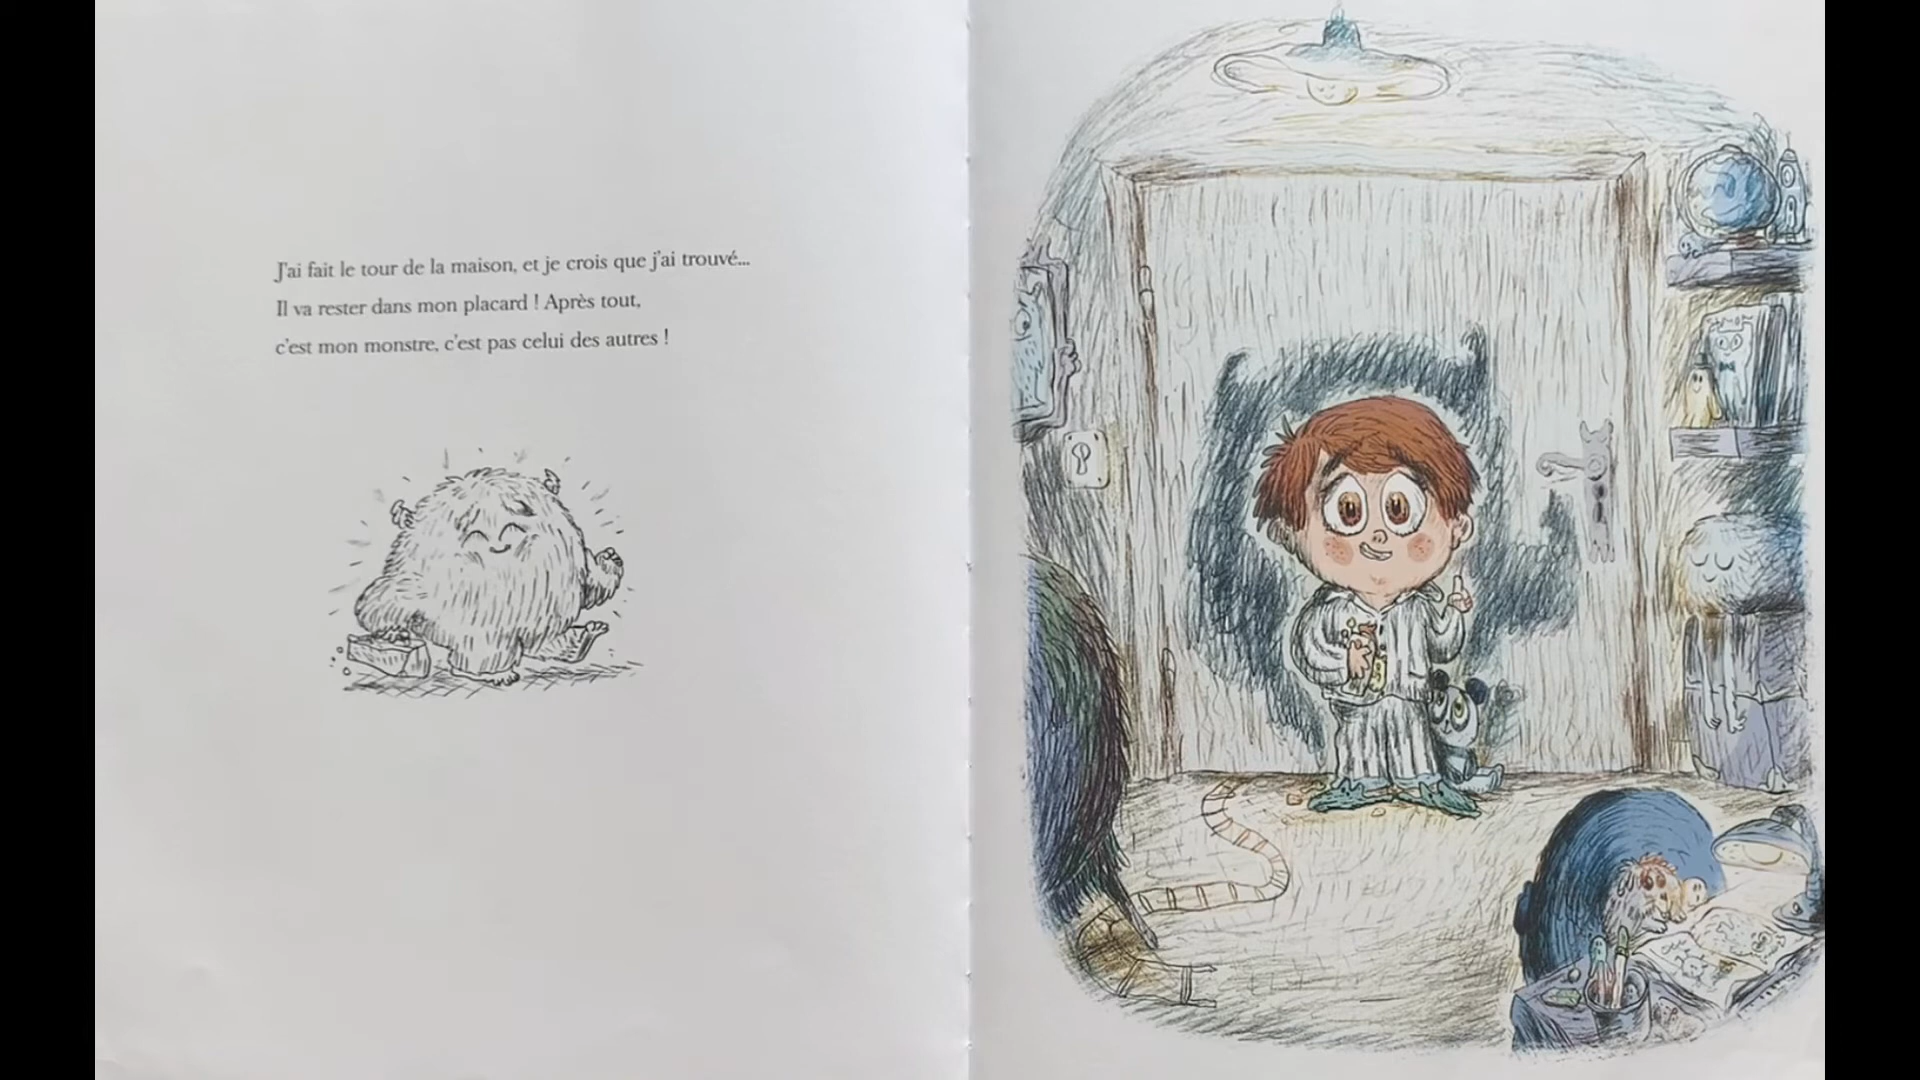 J'ai fait le tour de la maison, et je crois que j'ai trouvé...
Il va rester dans mon placard ! Après tout,
c'est mon monstre, c'est pas celui des autres !
SIMON